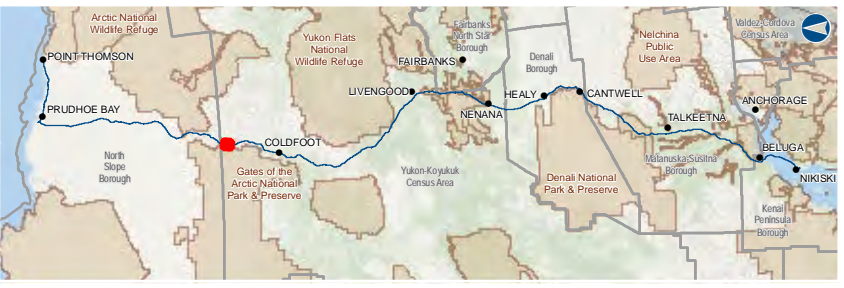 Arctic National
Wildlife Refuge
POINT THOMSON
PRUDHOE BAY
North
Slope
Borough
COLDFOOT
Gates of the
Arctic National
Park & Preserve
Yukon Flats
National
Wildlife Refuge
LIVENGOOD
FAIRBANKS
Fairbanks
North Star
Borough
NENANA
Yukon-Koyukuk
Census Area
HEALY
Denali
Borough
CANTWELL
Denali National
Park & Preserve
Nelchina
Public
Use Area
TALKEETNA
Matanuska-Susitna
Borough
Valdez-Cordova
Census Area
ANCHORAGE
BELUGA
NIKISKI
Kenai
Peninsula
Borough